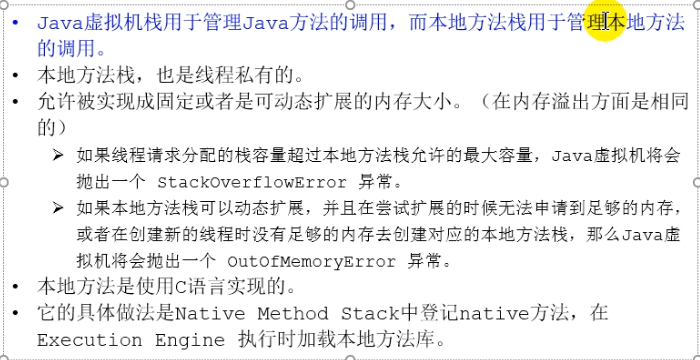 • Java虚拟机栈用于管理Java方法的调用，而本地方法栈用于管理本地方法
的调用。
• 本地方法栈，也是线程私有的。
• 允许被实现成固定或者是可动态扩展的内存大小。（在内存溢出方面是相同
的）
➢ 如果线程请求分配的栈容量超过本地方法栈允许的最大容量，Java虚拟机将会
抛出一个 StackOverflowError 异常。
➢ 如果本地方法栈可以动态扩展，并且在尝试扩展的时候无法申请到足够的内存，
或者在创建新的线程时没有足够的内存去创建对应的本地方法栈，那么Java虚
拟机将会抛出一个 OutOfMemoryError 异常。
• 本地方法是使用C语言实现的。
• 它的具体做法是Native Method Stack中登记native方法，在
Execution Engine 执行时加载本地方法库。